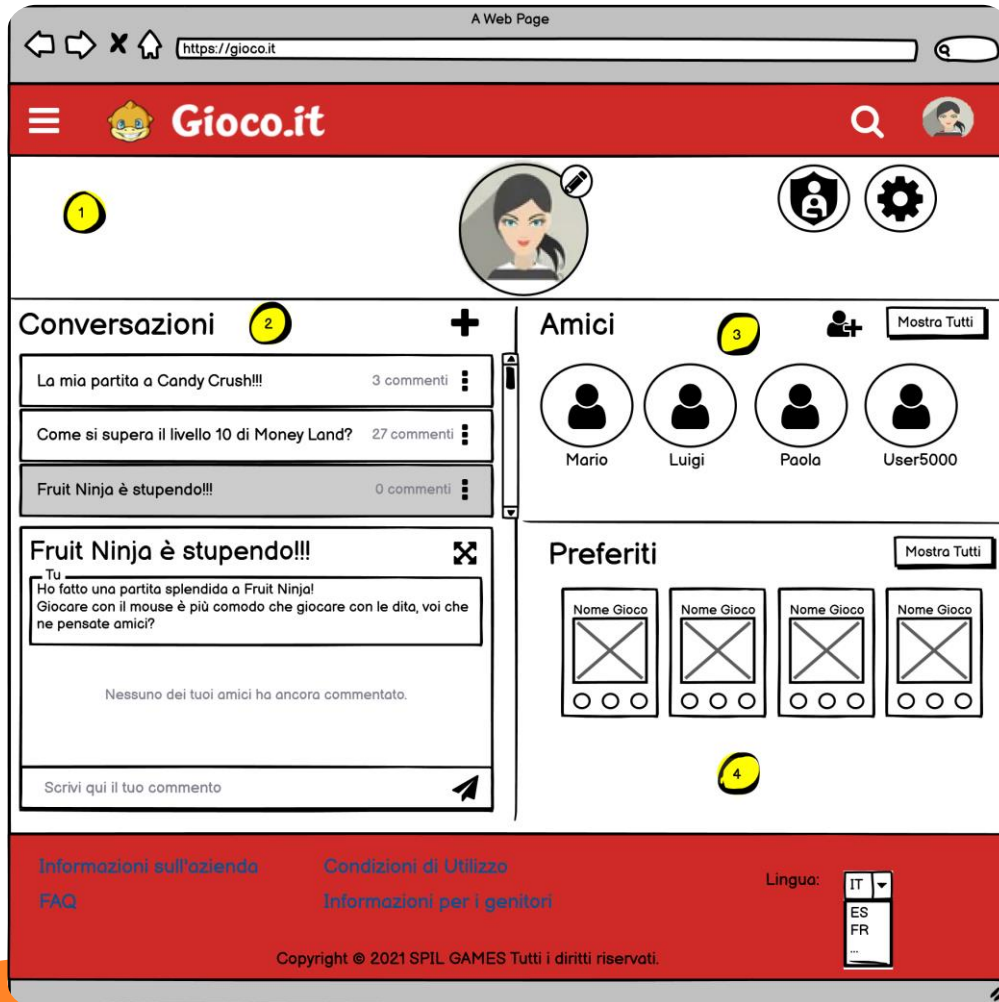 A Web Page
https://gioco.it
Gioco.it
1
Conversazioni
2
La mia partita a Candy Crush!!!
3 commenti
Come si supera il livello 10 di Money Land?
27 commenti
Fruit Ninja è stupendo!!!
0 commenti
Fruit Ninja è stupendo!!!
Tu
Ho fatto una partita splendida a Fruit Ninja!
Giocare con il mouse è più comodo che giocare con le dita, voi che
ne pensate amici?
Nessuno dei tuoi amici ha ancora commentato.
Scrivi qui il tuo commento
Amici
3
Mostra Tutti
Mario
Luigi
Paola
User5000
Preferiti
Mostra Tutti
Nome Gioco
Nome Gioco
Nome Gioco
Nome Gioco
4
Informazioni sull'azienda
Condizioni di Utilizzo
FAQ
Informazioni per i genitori
Lingua:
IT
ES
FR
...
Copyright © 2021 SPIL GAMES Tutti i diritti riservati.